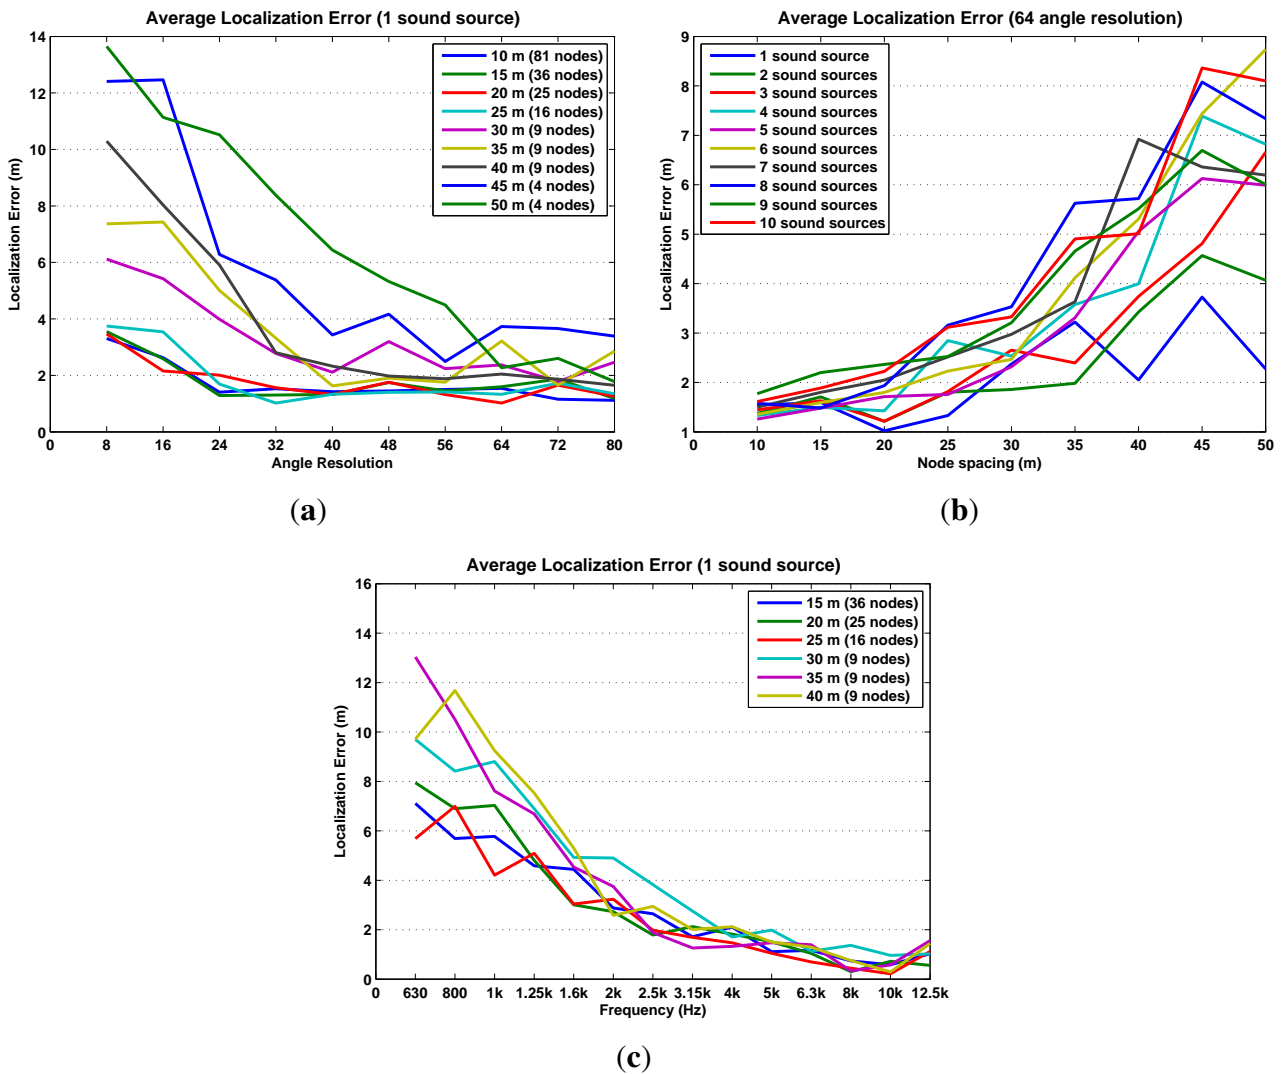 Average Localization Error (1 sound source)
14
12
10
8
6
4
2
0
Localization Error (m)
10 m (81 nodes)
15 m (36 nodes)
20 m (25 nodes)
25 m (16 nodes)
30 m (9 nodes)
35 m (9 nodes)
40 m (9 nodes)
45 m (4 nodes)
50 m (4 nodes)
0 8 16 24 32 40 48 56 64 72 80
Angle Resolution
(a)
Average Localization Error (64 angle resolution)
9
8
7
6
5
4
3
2
1
Localization Error (m)
1 sound source
2 sound sources
3 sound sources
4 sound sources
5 sound sources
6 sound sources
7 sound sources
8 sound sources
9 sound sources
10 sound sources
0 10 15 20 25 30 35 40 45 50
Node spacing (m)
(b)
Average Localization Error (1 sound source)
16
14
12
10
8
6
4
2
0
Localization Error (m)
15 m (36 nodes)
20 m (25 nodes)
25 m (16 nodes)
30 m (9 nodes)
35 m (9 nodes)
40 m (9 nodes)
0 630 800 1k 1.25k 1.6k 2k 2.5k 3.15k 4k 5k 6.3k 8k 10k 12.5k
Frequency (Hz)
(c)